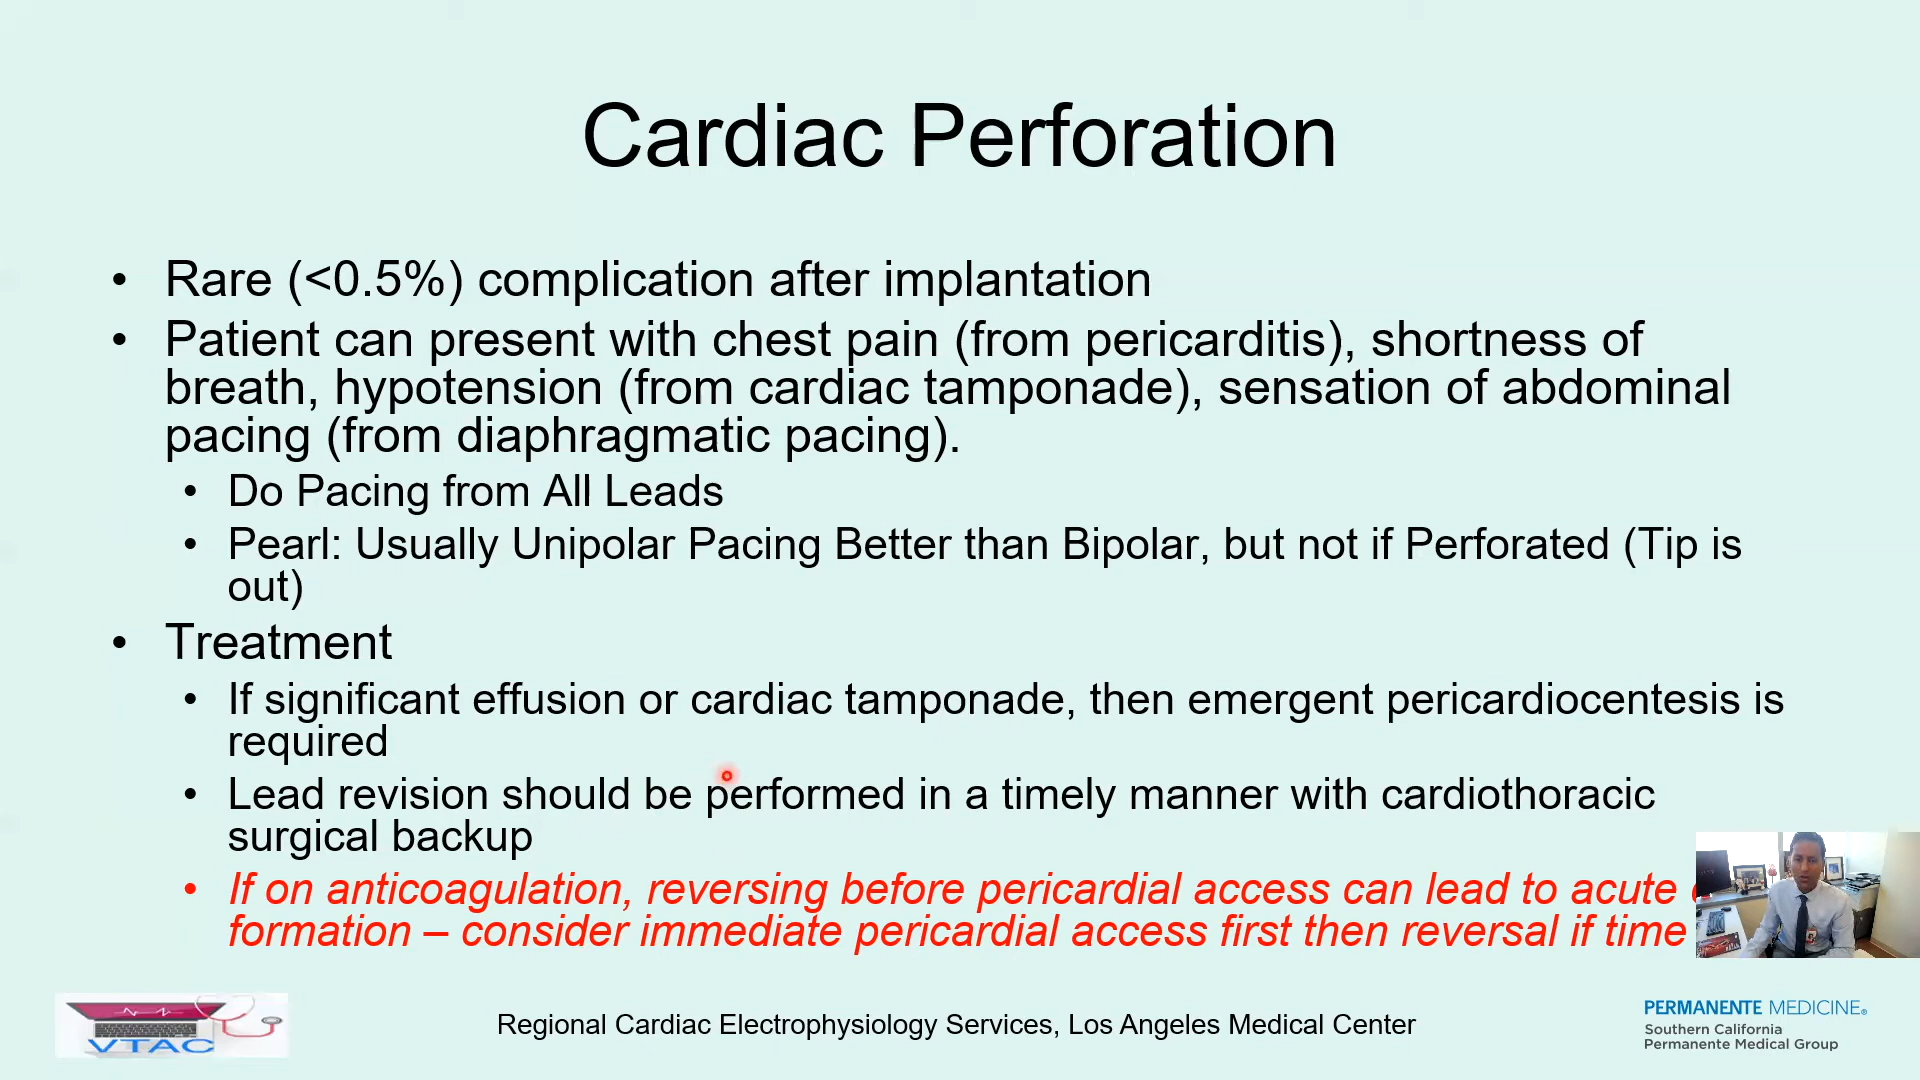 Cardiac Perforation
• Rare (<0.5%) complication after implantation
• Patient can present with chest pain (from pericarditis), shortness of
breath, hypotension (from cardiac tamponade), sensation of abdominal
pacing (from diaphragmatic pacing).
• Do Pacing from All Leads
• Pearl: Usually Unipolar Pacing Better than Bipolar, but not if Perforated (Tip is
out)
• Treatment
• If significant effusion or cardiac tamponade, then emergent pericardiocentesis is
required
• Lead revision should be performed in a timely manner with cardiothoracic
surgical backup
• If on anticoagulation, reversing before pericardial access can lead to acute
formation – consider immediate pericardial access first then reversal if time
VTAC
Regional Cardiac Electrophysiology Services, Los Angeles Medical Center
PERMANENTE MEDICINE®
Southern California
Permanente Medical Group